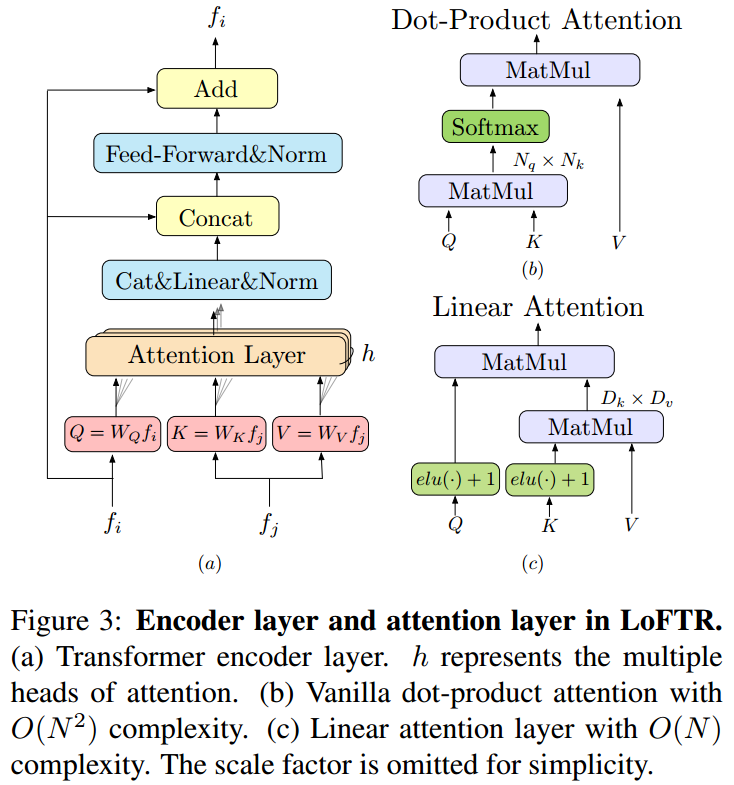 $f_i$
Add
Feed-Forward&Norm
Concat
Cat&Linear&Norm
Attention Layer
$h$
$Q = W_Q f_i$
$K = W_K f_j$
$V = W_V f_j$
$f_i$
$f_j$
$(a)$
Dot-Product Attention
MatMul
Softmax
$N_q \times N_k$
MatMul
$Q$
$K$
$V$
$(b)$
Linear Attention
MatMul
$D_k \times D_v$
MatMul
$elu(\cdot) + 1$
$elu(\cdot) + 1$
$Q$
$K$
$V$
$(c)$
Figure 3: Encoder layer and attention layer in LoFTR.
(a) Transformer encoder layer. $h$ represents the multiple
heads of attention. (b) Vanilla dot-product attention with
$O(N^2)$ complexity. (c) Linear attention layer with $O(N)$
complexity. The scale factor is omitted for simplicity.